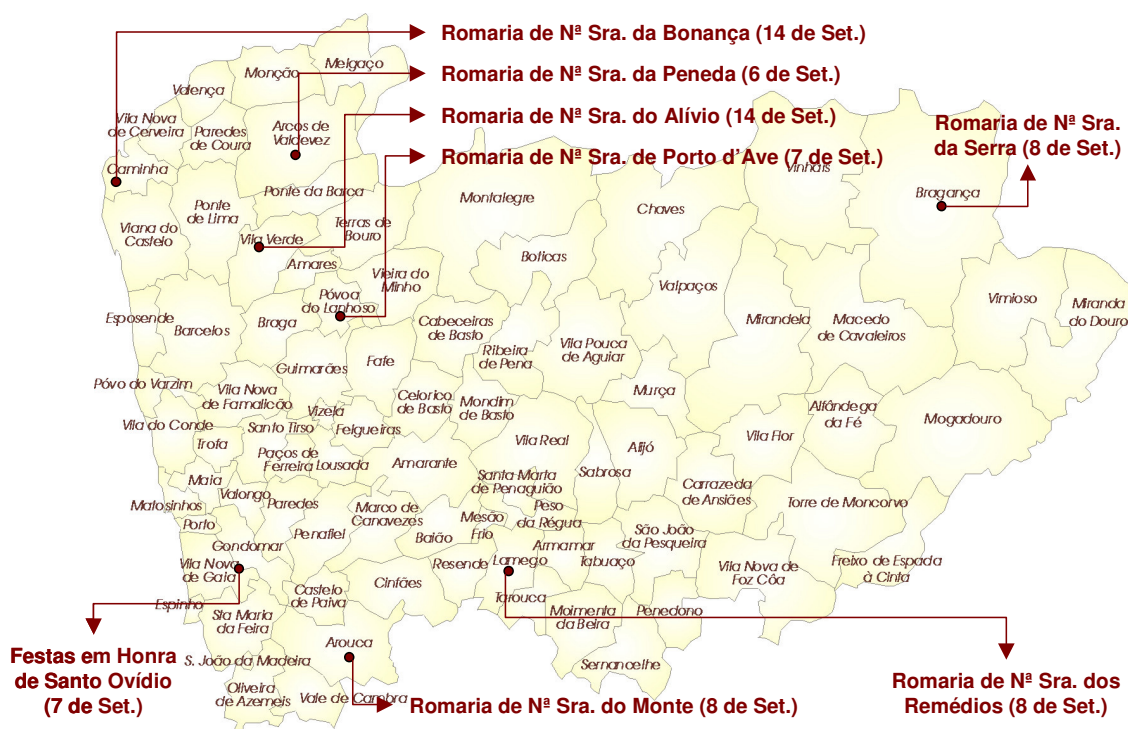 Romaria de Nª Sra. da Bonança (14 de Set.)
Romaria de Nª Sra. da Peneda (6 de Set.)
Romaria de Nª Sra. do Alívio (14 de Set.)
Romaria de Nª Sra. de Porto d'Ave (7 de Set.)
Romaria de Nª Sra.
da Serra (8 de Set.)
Melgaço
Monção
Valença
Vila Nova
de Cerveira
Paredes
de Coura
Arcos de
Valdevez
Caminha
Ponte da Barca
Ponte
de Lima
Viana do
Castelo
Terras de
Bouro
Vila Verde
Amares
Vieira do
Minho
Montalegre
Chaves
Vinhais
Bragança
Boticas
Valpaços
Vimioso
Miranda
do Douro
Póvoa
do Lanhoso
Esposende
Barcelos
Braga
Cabeceiras
de Basto
Ribeira
de Pena
Vila Pouca
de Aguiar
Mirandela
Macedo
de Cavaleiros
Guimarães
Fafe
Póvo do Varzim
Vila Nova
de Famalicão
Vizela
Celorico
de Basto
Mondim
de Basto
Murça
Alfândega
da Fé
Mogadouro
Vila do Conde
Santo Tirso
Felgueiras
Trofa
Vila Real
Alijó
Vila Flor
Paços de
Ferreira
Lousada
Amarante
Santa Marta
de Penaguião
Sabrosa
Carrazeda
de Ansiães
Torre de Moncorvo
Maia
Valongo
Matosinhos
Paredes
Porto
Penafiel
Marco de
Canavezes
Mesão
Frio
Peso
da Régua
Baião
São João
da Pesqueira
Gondomar
Armamar
Vila Nova
de Gaia
Resende
Lamego
Tabuaço
Vila Nova de
Foz Côa
Freixo de Espada
à Cinta
Cinfães
Castelo
de Paiva
Tarouca
Espinho
Moimenta
da Beira
Penedono
Sta Maria
da Feira
Arouca
Sernancelhe
S. João da Madeira
Oliveira
de Azemeis
Vale de Cambra
Festas em Honra
de Santo Ovídio
(7 de Set.)
Romaria de Nª Sra. do Monte (8 de Set.)
Romaria de Nª Sra. dos
Remédios (8 de Set.)